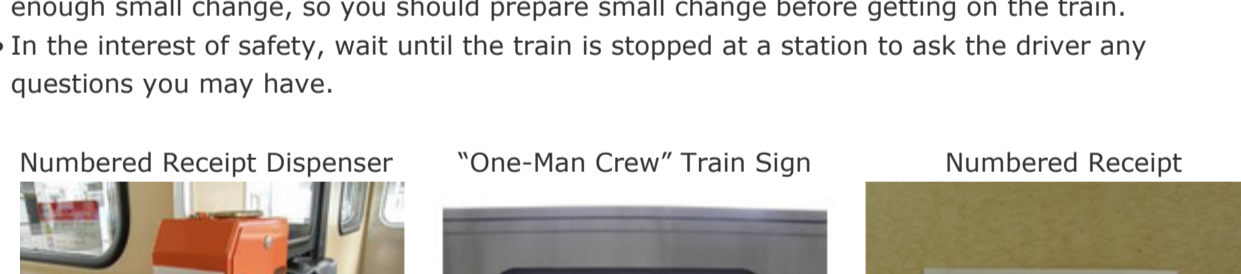 enough small change, so you should prepare small change before getting on the train.
• In the interest of safety, wait until the train is stopped at a station to ask the driver any
questions you may have.
Numbered Receipt Dispenser
“One-Man Crew” Train Sign
Numbered Receipt